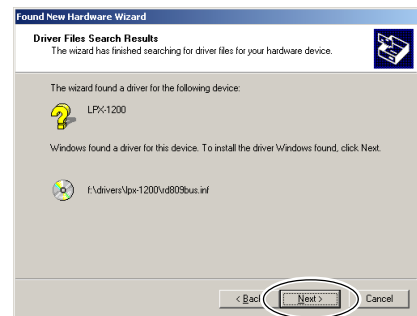 Found New Hardware Wizard
Driver Files Search Results
The wizard has finished searching for driver files for your hardware device.
The wizard found a driver for the following device:
LPX-1200
Windows found a driver for this device. To install the driver Windows found, click Next.
f:\drivers\lpx-1200\rd809bus.inf
< Back Next > Cancel